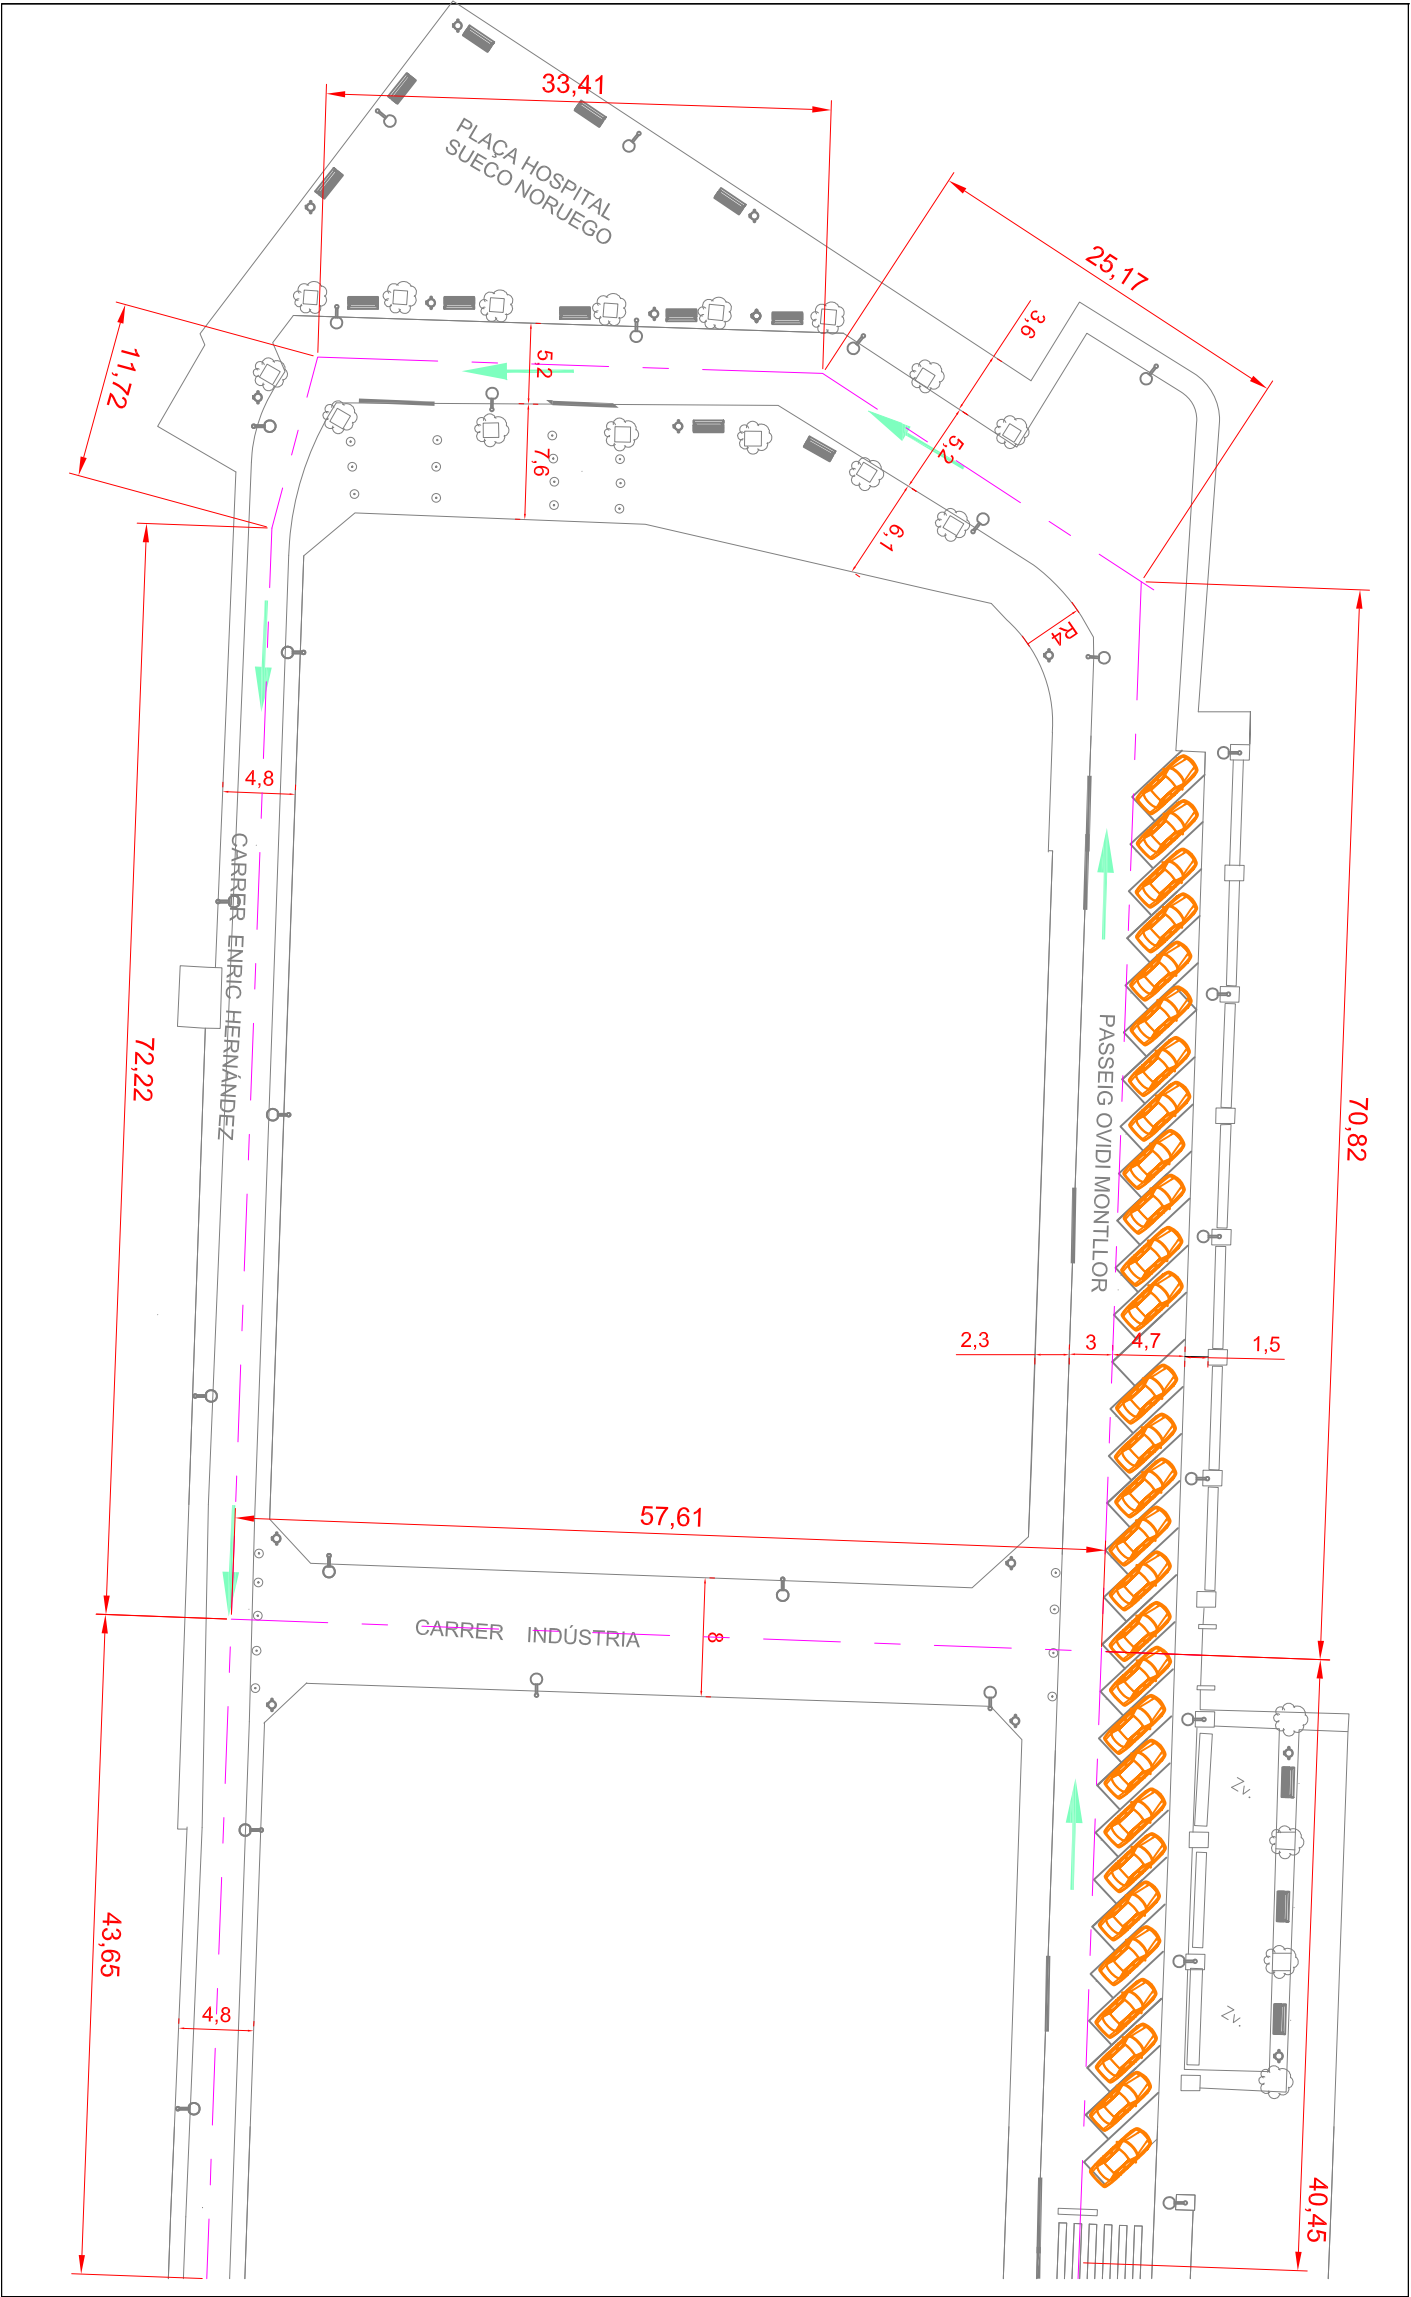 33,41
PLAÇA HOSPITAL
SUECO NORUEGO
25,17
3,6
11,72
5,2
5,2
7,6
6,1
R4
4,8
CARRER ENRIC HERNÁNDEZ
72,22
PASSEIG OVIDI MONTLLOR
70,82
2,3
3
4,7
1,5
57,61
CARRER INDÚSTRIA
8
Zv.
43,65
4,8
Zv.
40,45